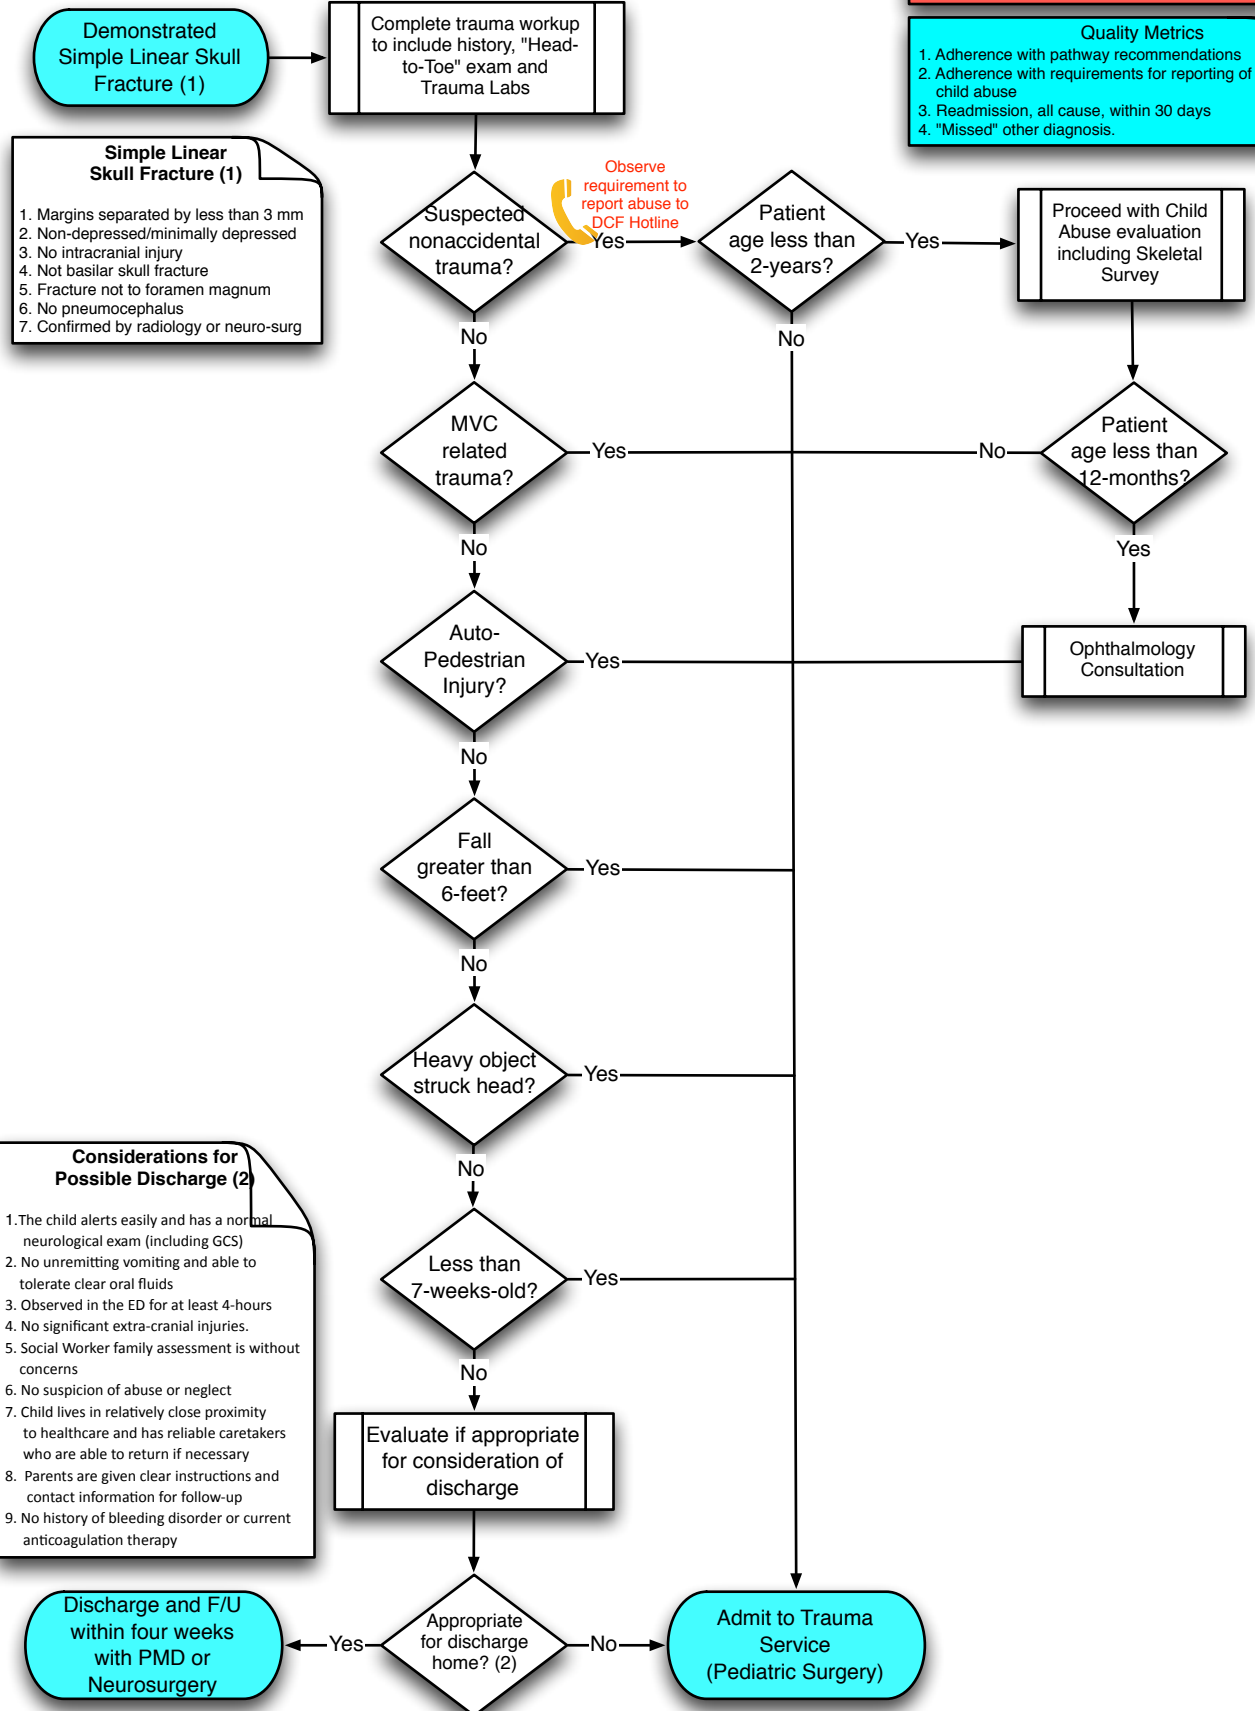 Demonstrated
Simple Linear Skull
Fracture (1)
Complete trauma workup
to include history, "Head-
to-Toe" exam and
Trauma Labs
Quality Metrics
1. Adherence with pathway recommendations
2. Adherence with requirements for reporting of
child abuse
3. Readmission, all cause, within 30 days
4. "Missed" other diagnosis.
Simple Linear
Skull Fracture (1)
1. Margins separated by less than 3 mm
2. Non-depressed/minimally depressed
3. No intracranial injury
4. Not basilar skull fracture
5. Fracture not to foramen magnum
6. No pneumocephalus
7. Confirmed by radiology or neuro-surg
Suspected
nonaccidental
trauma?
Observe
requirement to
report abuse to
DCF Hotline
Yes
Patient
age less than
2-years?
Yes
Proceed with Child
Abuse evaluation
including Skeletal
Survey
No
No
MVC
related
trauma?
Yes
No
Patient
age less than
12-months?
No
Yes
Auto-
Pedestrian
Injury?
Yes
Ophthalmology
Consultation
No
Fall
greater than
6-feet?
Yes
No
Heavy object
struck head?
Yes
No
Considerations for
Possible Discharge (2)
1.The child alerts easily and has a normal
neurological exam (including GCS)
2. No unremitting vomiting and able to
tolerate clear oral fluids
3. Observed in the ED for at least 4-hours
4. No significant extra-cranial injuries.
5. Social Worker family assessment is without
concerns
6. No suspicion of abuse or neglect
7. Child lives in relatively close proximity
to healthcare and has reliable caretakers
who are able to return if necessary
8. Parents are given clear instructions and
contact information for follow-up
9. No history of bleeding disorder or current
anticoagulation therapy
Less than
7-weeks-old?
Yes
No
Evaluate if appropriate
for consideration of
discharge
Discharge and F/U
within four weeks
with PMD or
Neurosurgery
Yes
Appropriate
for discharge
home? (2)
No
Admit to Trauma
Service
(Pediatric Surgery)